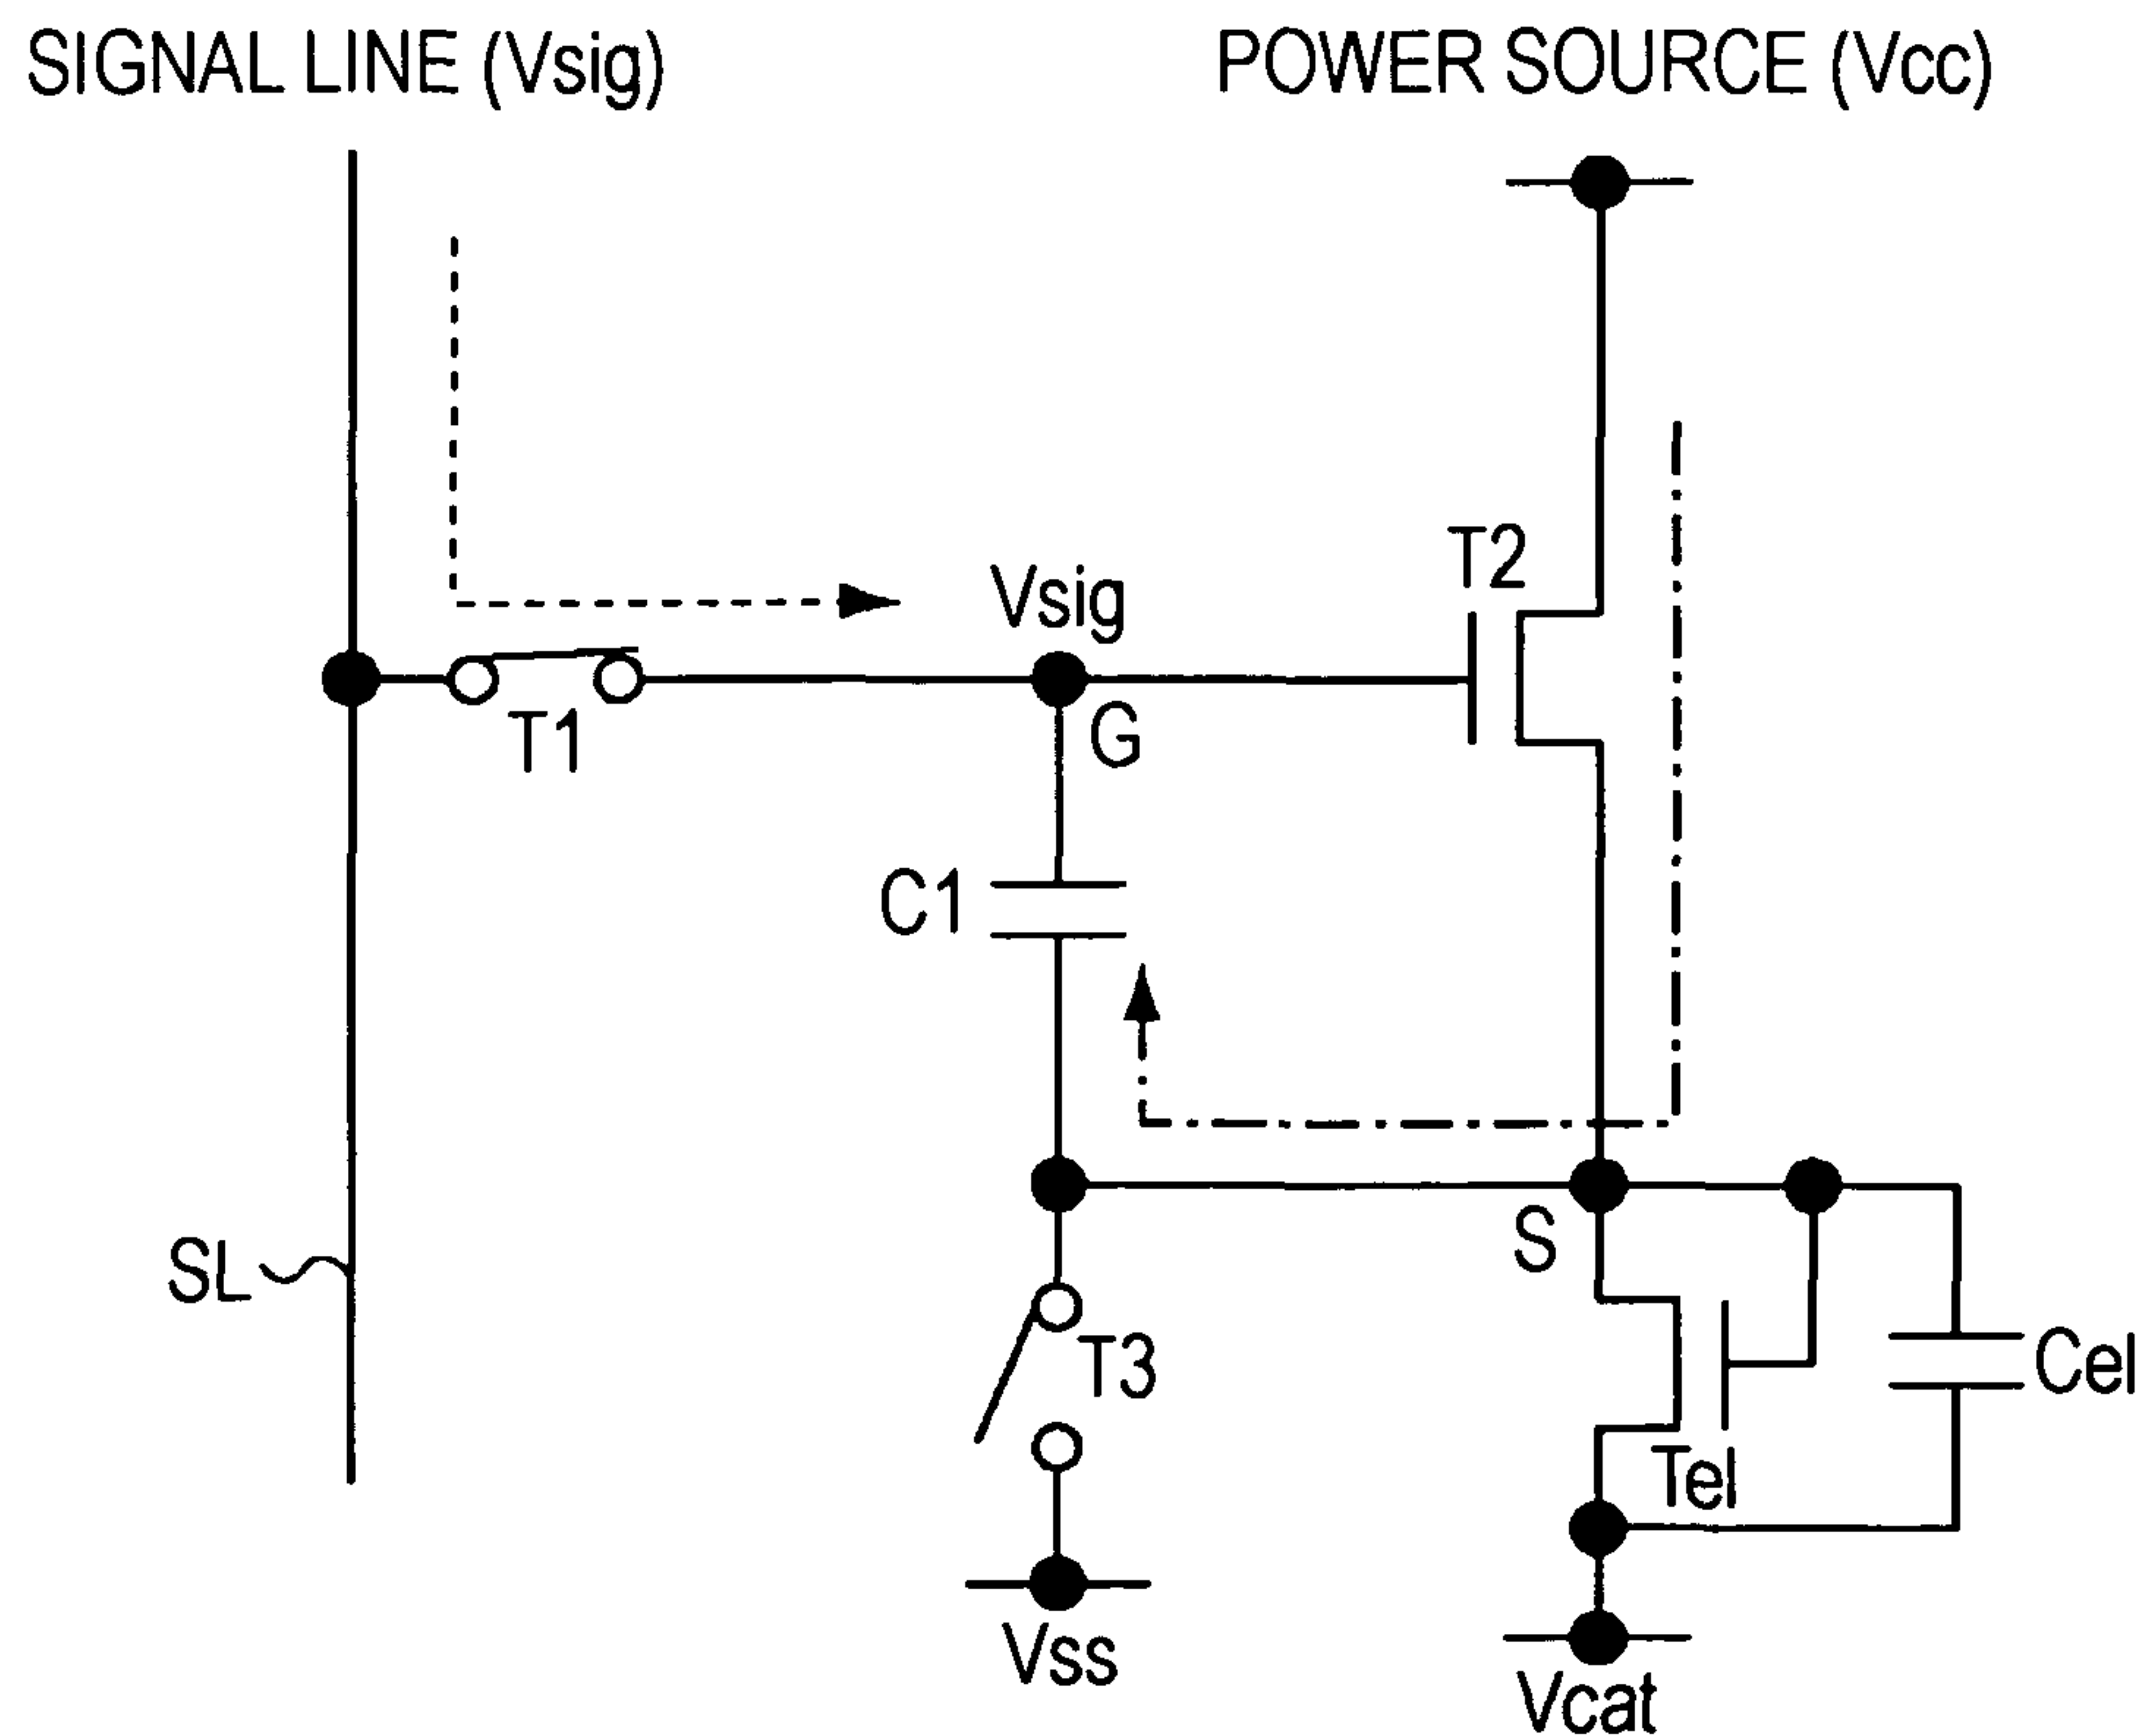 SIGNAL LINE (Vsig)
POWER SOURCE (Vcc)
T2
Vsig
T1
G
C1
S
SL
T3
Cel
Tel
Vss
Vcat